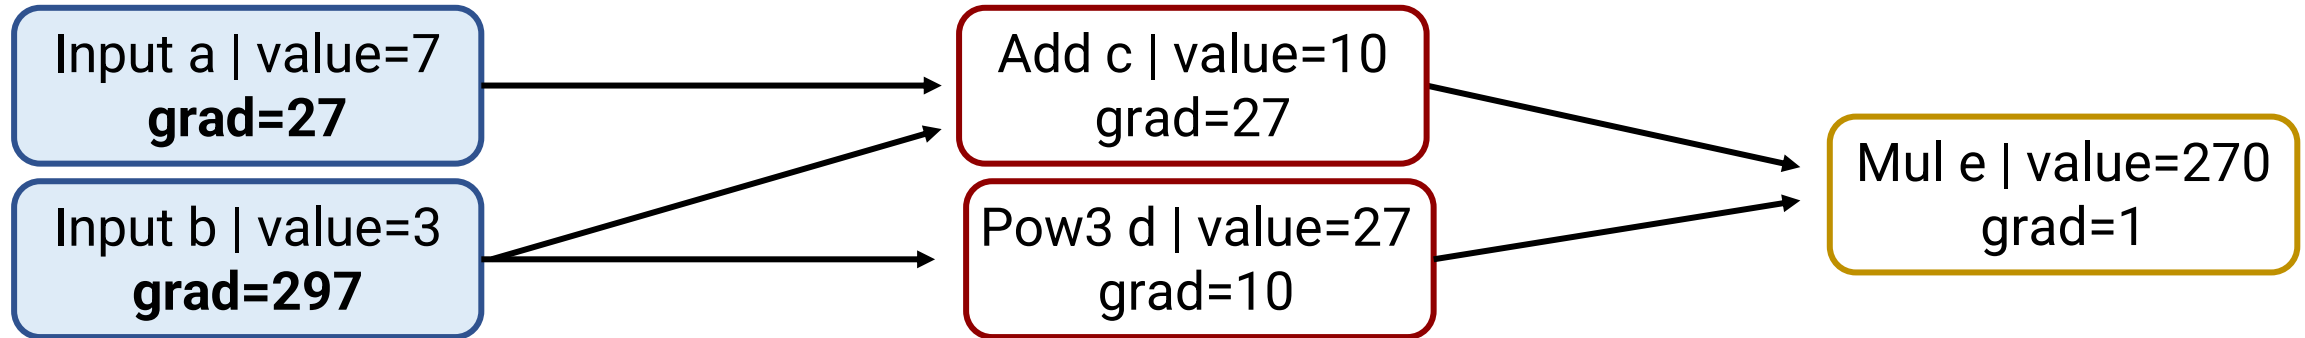 Input a | value=7
grad=27
Input b | value=3
grad=297
Add c | value=10
grad=27
Pow3 d | value=27
grad=10
Mul e | value=270
grad=1